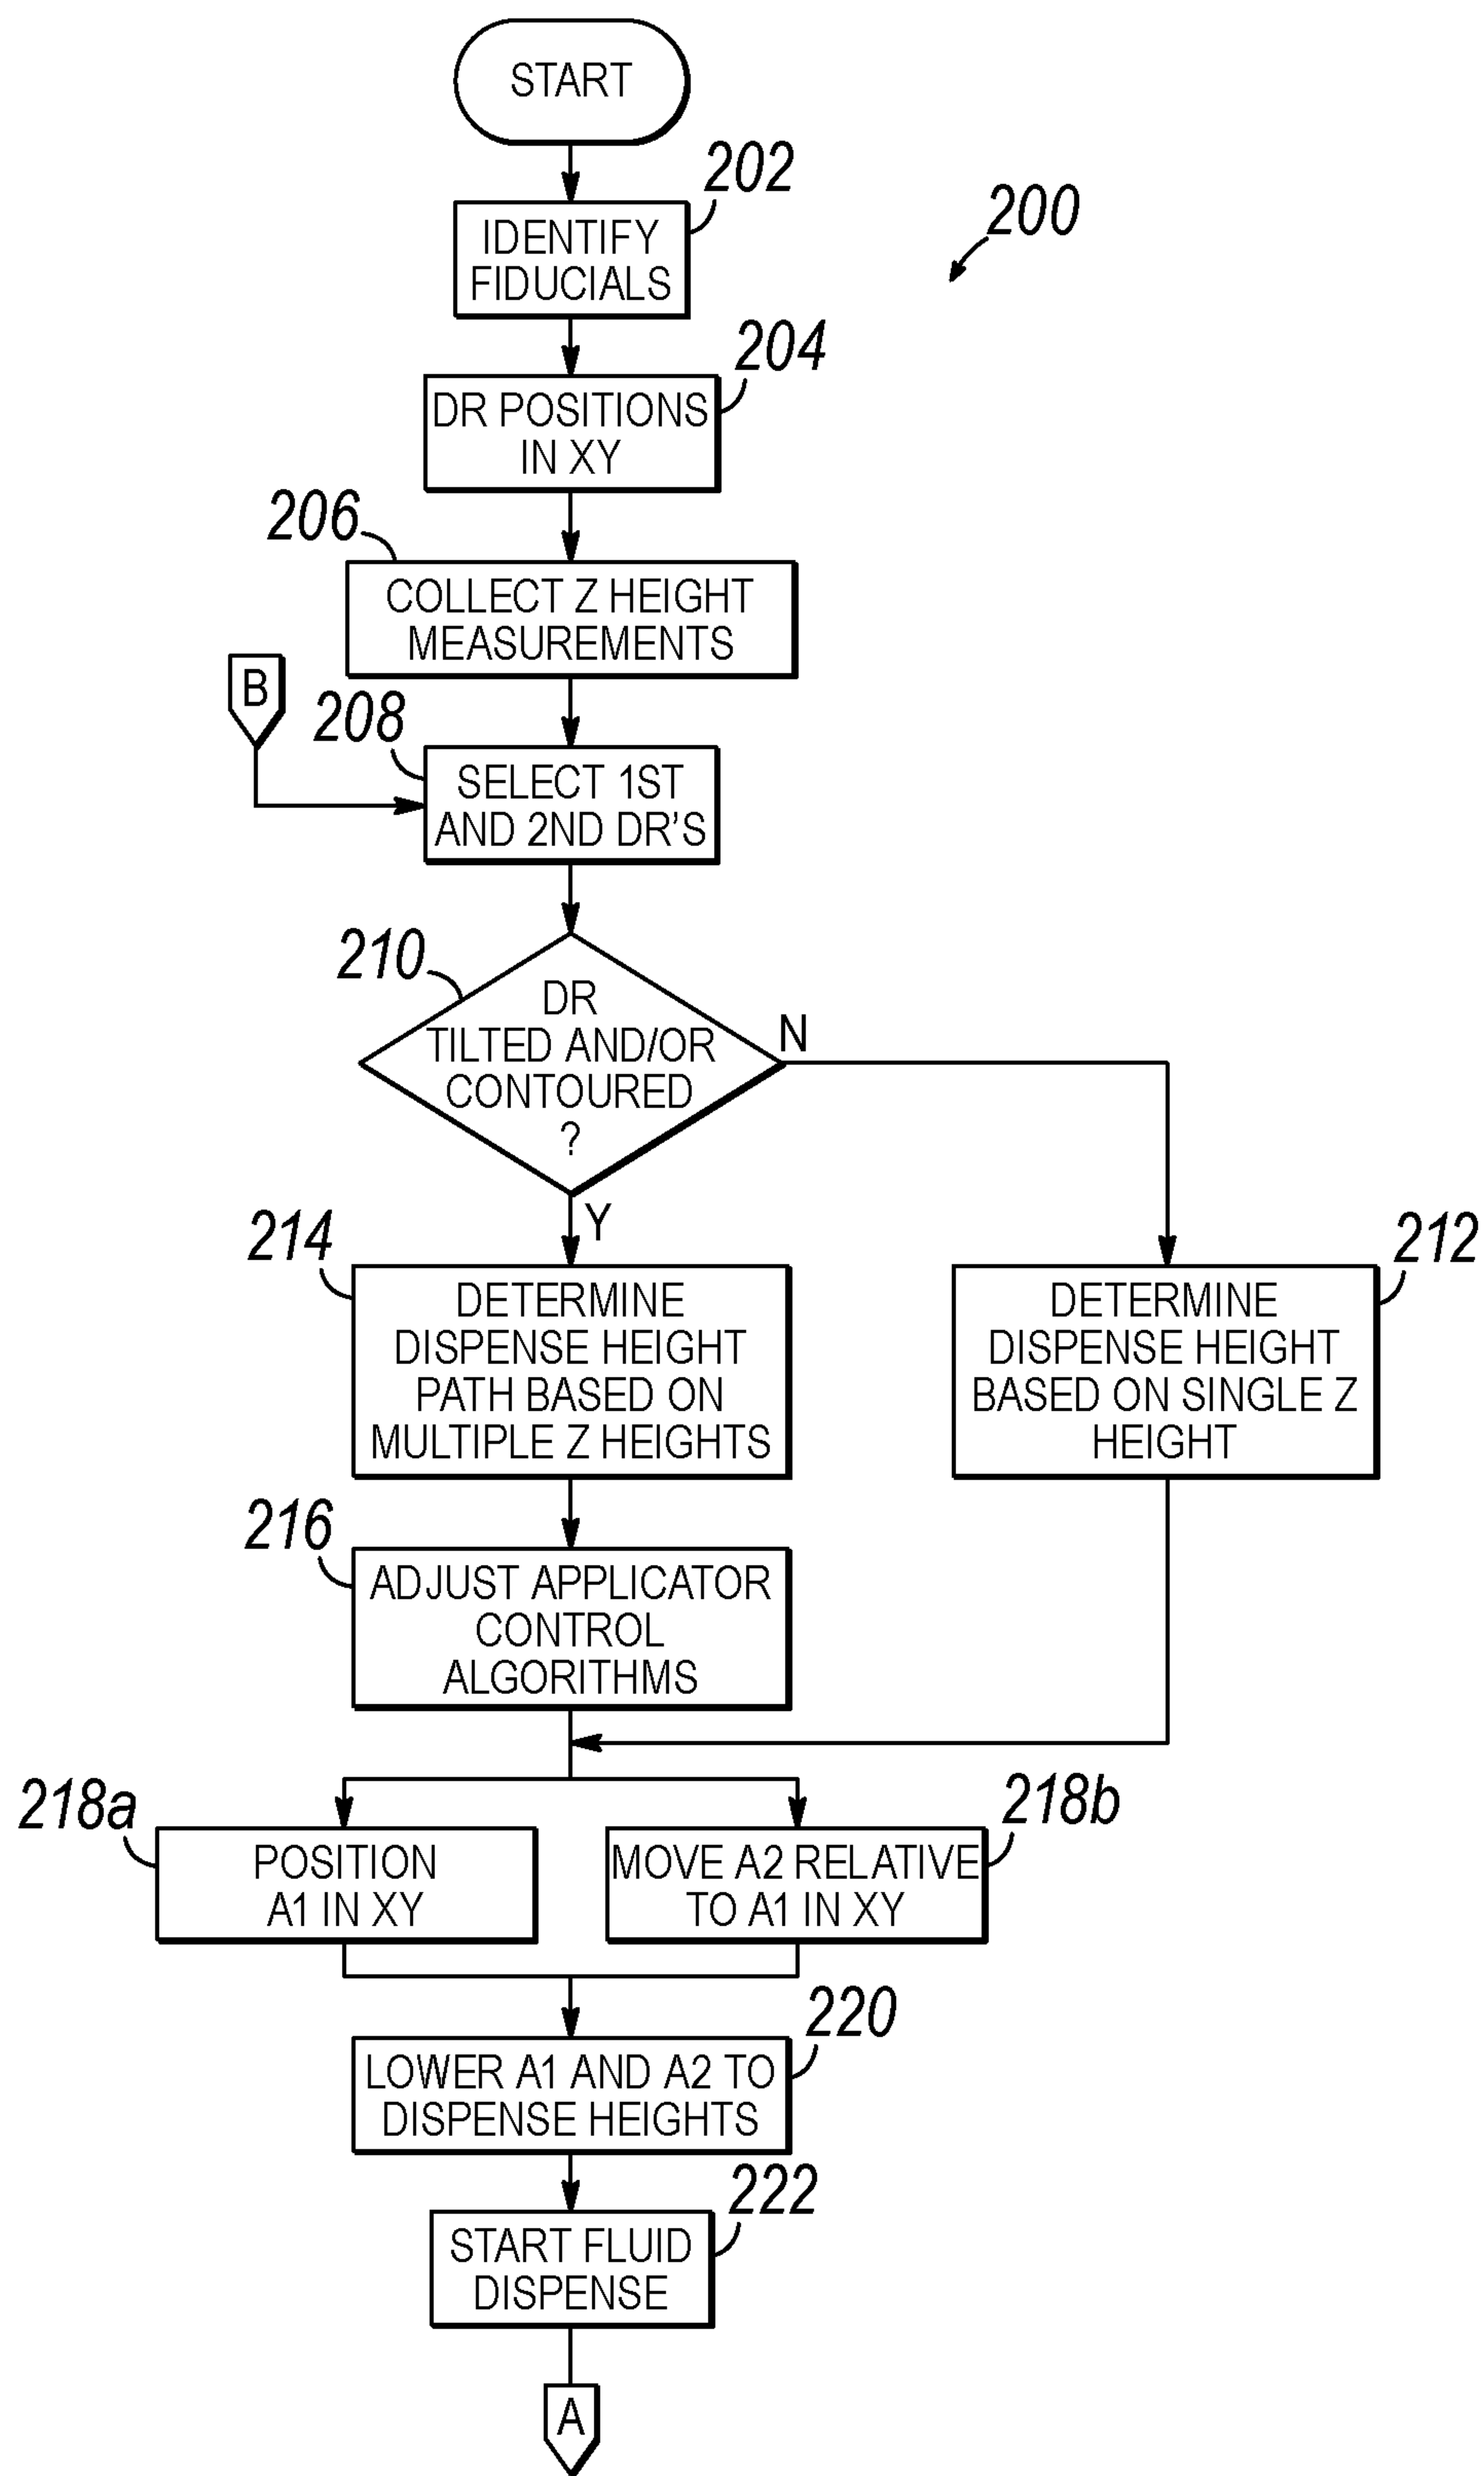 START
202
200
IDENTIFY
FIDUCIALS
204
DR POSITIONS
IN XY
206
COLLECT Z HEIGHT
MEASUREMENTS
B
208
SELECT 1ST
AND 2ND DR'S
210
DR
TILTED AND/OR
CONTOURED
?
N
Y
214
DETERMINE
DISPENSE HEIGHT
PATH BASED ON
MULTIPLE Z HEIGHTS
212
DETERMINE
DISPENSE HEIGHT
BASED ON SINGLE Z
HEIGHT
216
ADJUST APPLICATOR
CONTROL
ALGORITHMS
218a
POSITION
A1 IN XY
218b
MOVE A2 RELATIVE
TO A1 IN XY
220
LOWER A1 AND A2 TO
DISPENSE HEIGHTS
222
START FLUID
DISPENSE
A